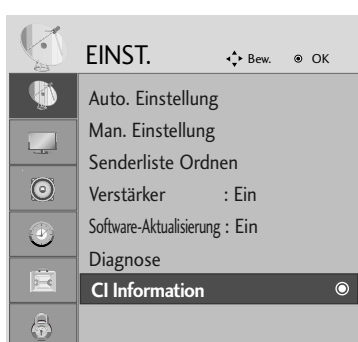 EINST. Bew. OK
Auto. Einstellung
Man. Einstellung
Senderliste Ordnen
Verstärker : Ein
Software-Aktualisierung : Ein
Diagnose
CI Information